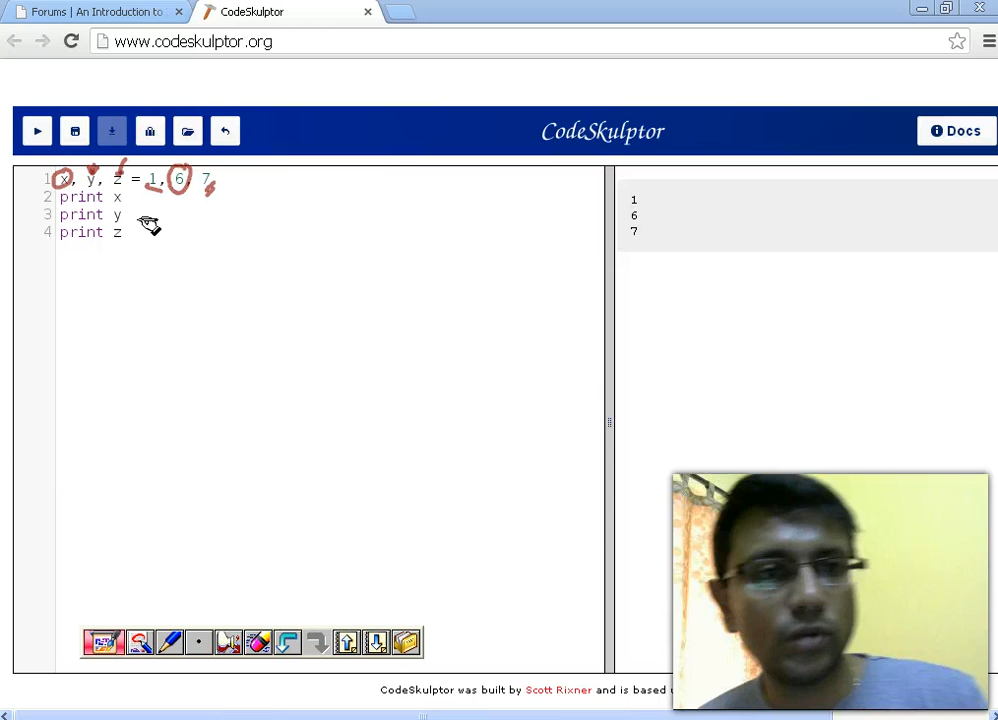 Forums | An Introduction to
CodeSkulptor
www.codeskulptor.org
CodeSkulptor
Docs
1 x, y, z = 1, 6, 7
2 print x
3 print y
4 print z
1
6
7
CodeSkulptor was built by Scott Rixner and is based